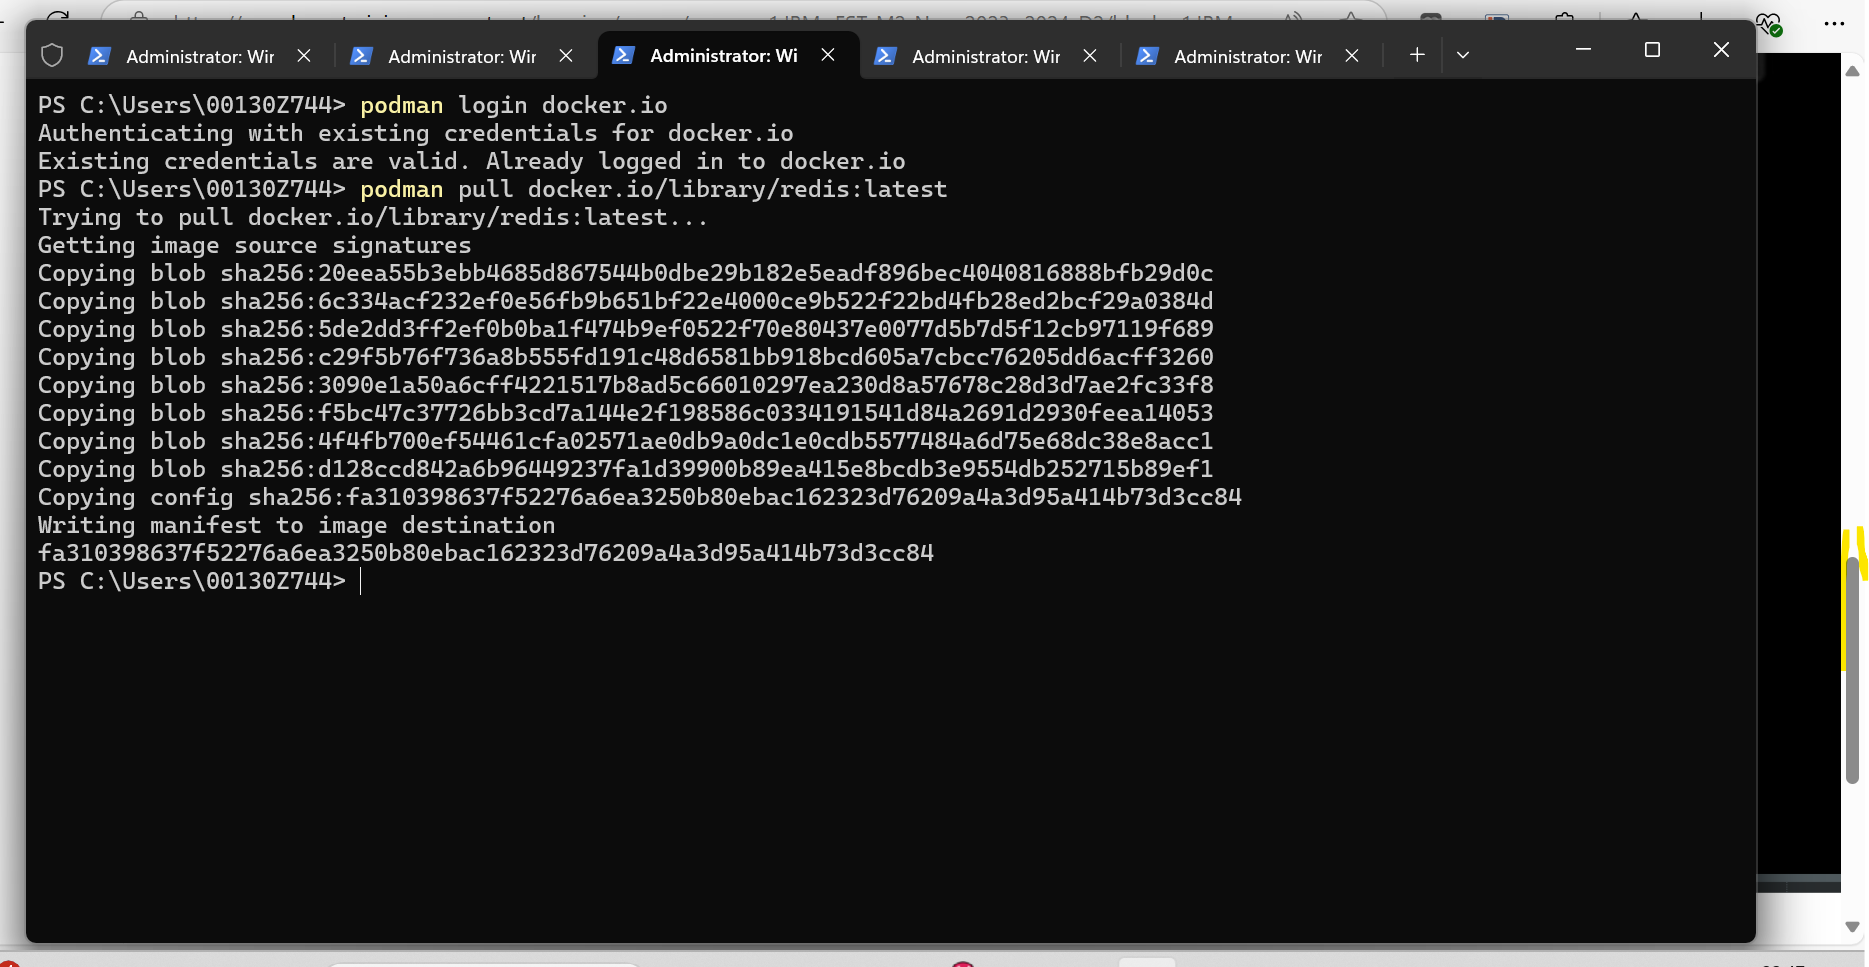 Administrator: Wir
Administrator: Wir
Administrator: Wi
Administrator: Wir
Administrator: Wir
PS C:\Users\00130Z744> podman login docker.io
Authenticating with existing credentials for docker.io
Existing credentials are valid. Already logged in to docker.io
PS C:\Users\00130Z744> podman pull docker.io/library/redis:latest
Trying to pull docker.io/library/redis:latest...
Getting image source signatures
Copying blob sha256:20eea55b3ebb4685d867544b0dbe29b182e5eadf896bec4040816888bfb29d0c
Copying blob sha256:6c334acf232ef0e56fb9b651bf22e4000ce9b522f22bd4fb28ed2bcf29a0384d
Copying blob sha256:5de2dd3ff2ef0b0ba1f474b9ef0522f70e80437e0077d5b7d5f12cb97119f689
Copying blob sha256:c29f5b76f736a8b555fd191c48d6581bb918bcd605a7cbcc76205dd6acff3260
Copying blob sha256:3090e1a50a6cff4221517b8ad5c66010297ea230d8a57678c28d3d7ae2fc33f8
Copying blob sha256:f5bc47c37726bb3cd7a144e2f198586c0334191541d84a2691d2930feea14053
Copying blob sha256:4f4fb700ef54461cfa02571ae0db9a0dc1e0cdb5577484a6d75e68dc38e8acc1
Copying blob sha256:d128ccd842a6b96449237fa1d39900b89ea415e8bcdb3e9554db252715b89ef1
Copying config sha256:fa310398637f52276a6ea3250b80ebac162323d76209a4a3d95a414b73d3cc84
Writing manifest to image destination
fa310398637f52276a6ea3250b80ebac162323d76209a4a3d95a414b73d3cc84
PS C:\Users\00130Z744>